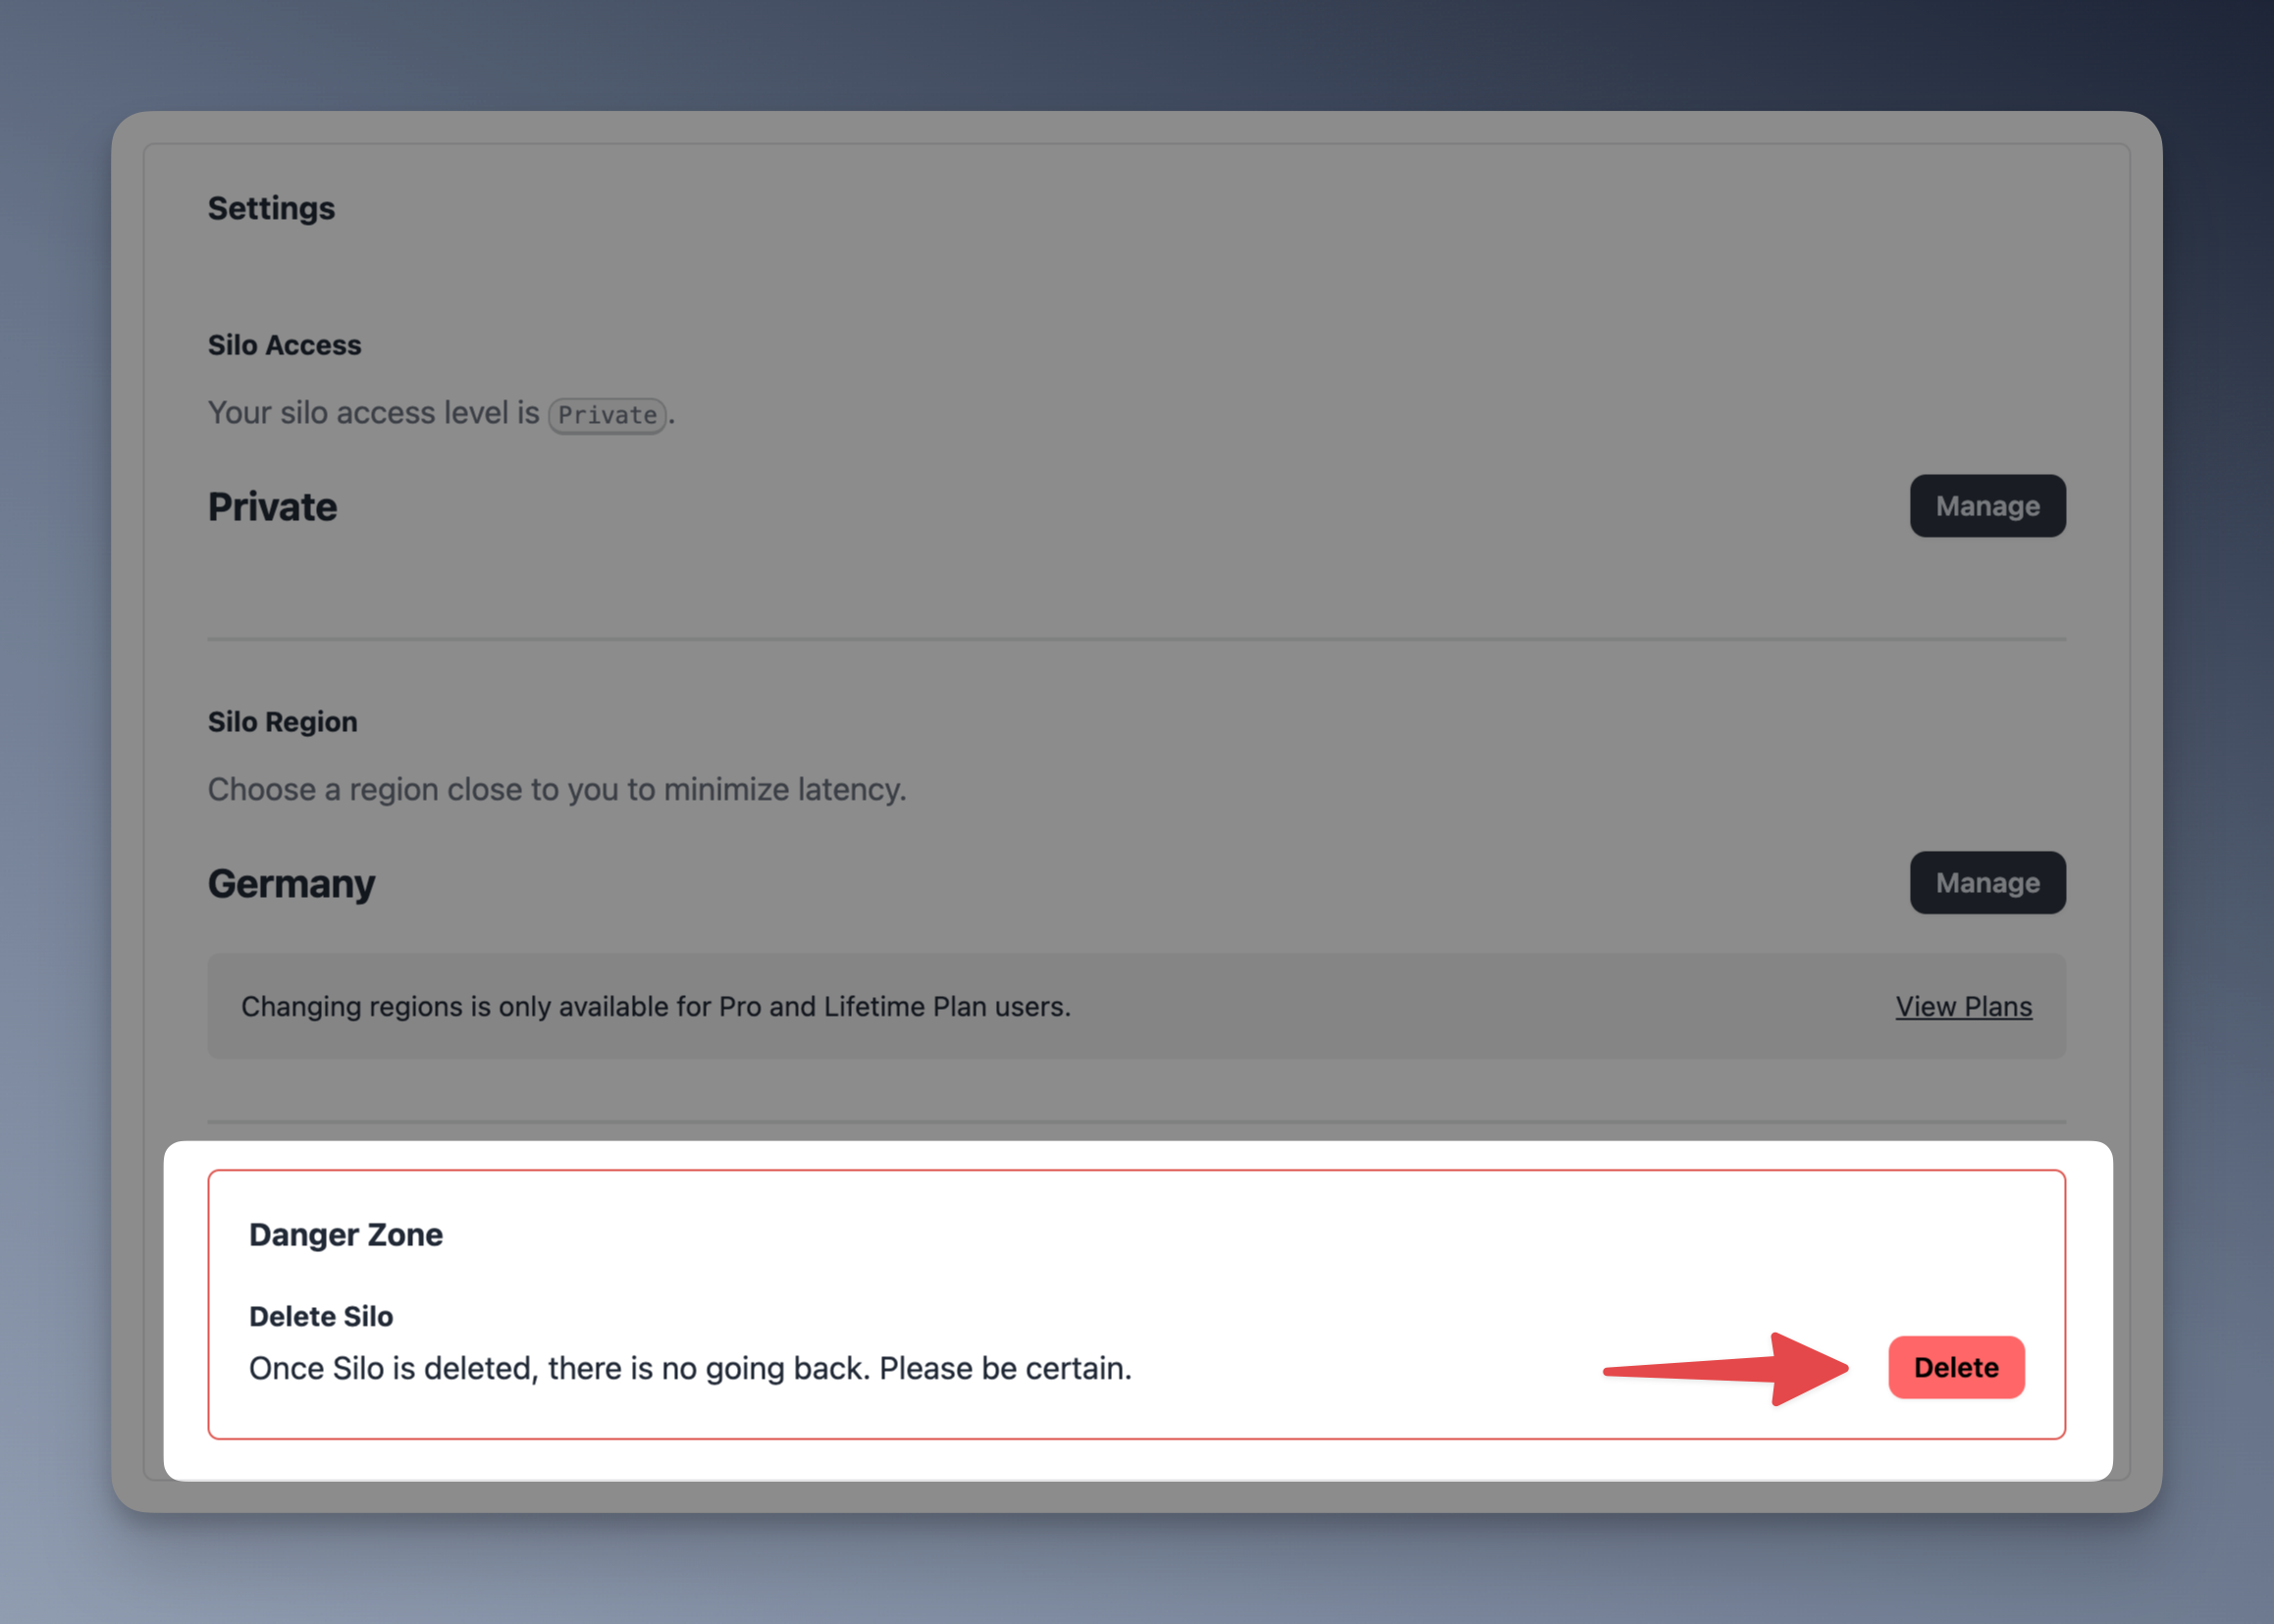 Settings
Silo Access
Your silo access level is Private.
Private
Manage
Silo Region
Choose a region close to you to minimize latency.
Germany
Manage
Changing regions is only available for Pro and Lifetime Plan users.
View Plans
Danger Zone
Delete Silo
Once Silo is deleted, there is no going back. Please be certain.
Delete